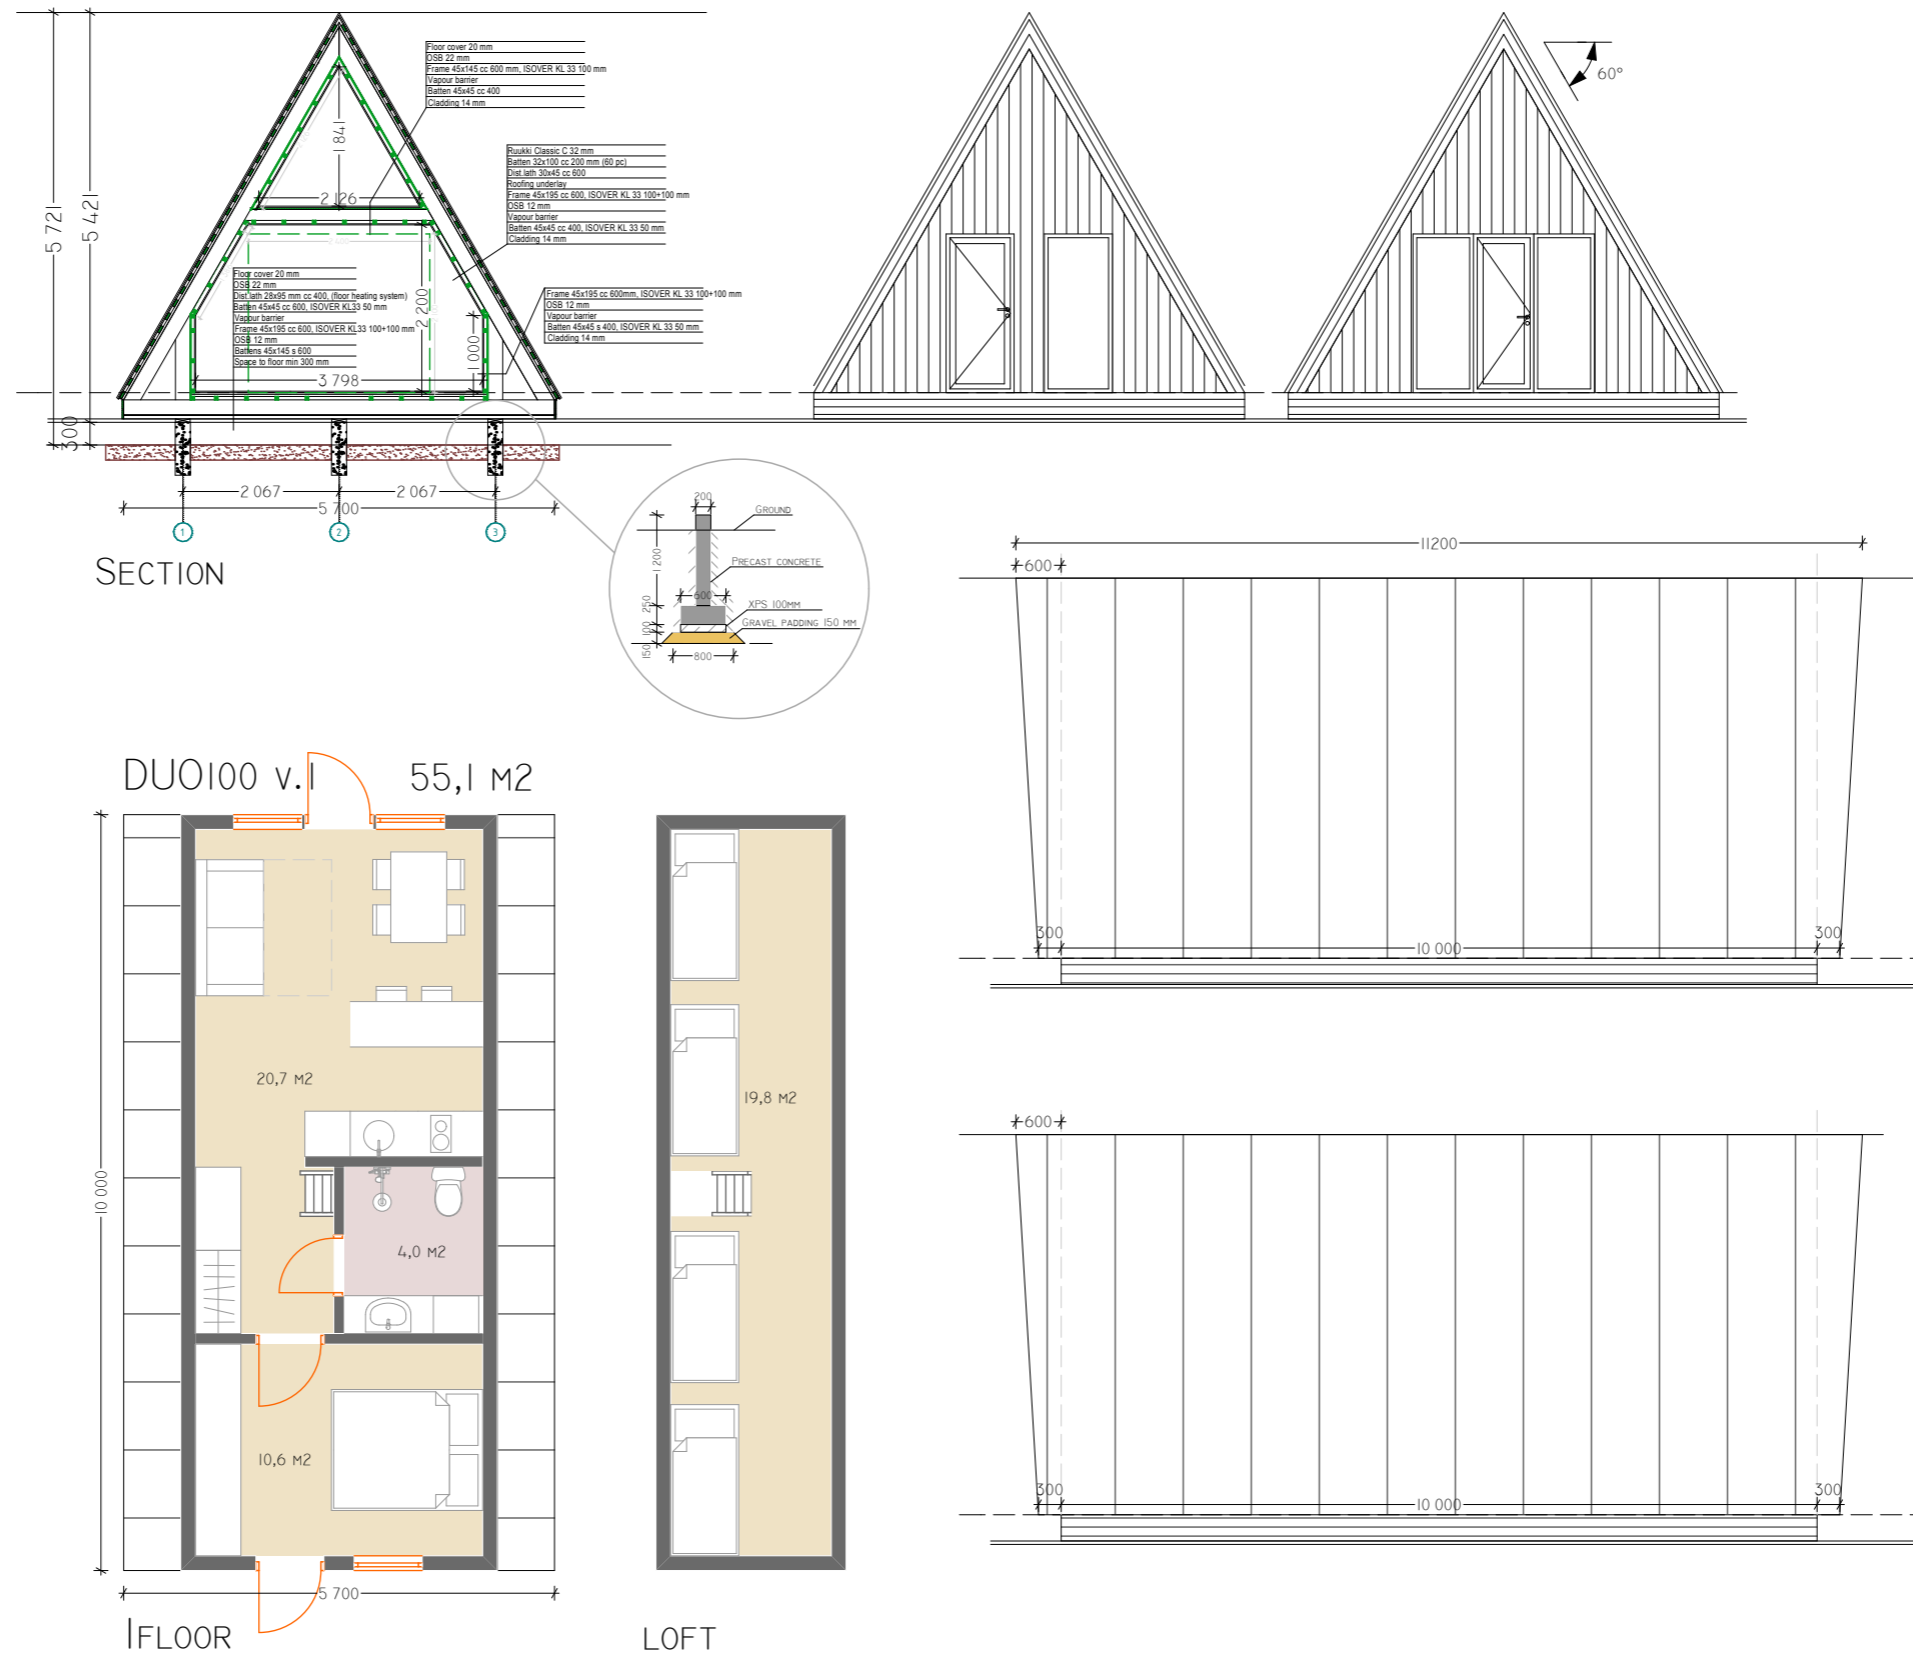 Floor cover 20 mm
OSB 22 mm
Frame 45x145 cc 600 mm, ISOVER KL 33 100 mm
Vapour barrier
Batten 45x45 cc 400
Cladding 14 mm
60°
Ruukki Classic C 32 mm
Batten 32x100 cc 200 mm (60 pc)
Dist.lath 30x45 cc 600
Roofing underlay
Frame 45x195 cc 600, ISOVER KL 33 100+100 mm
OSB 12 mm
Vapour barrier
Batten 45x45 cc 400, ISOVER KL 33 50 mm
Cladding 14 mm
5 721
5 421
1 841
2 126
Floor cover 20 mm
OSB 22 mm
Dist.lath 28x95 mm cc 400, (floor heating system)
Batten 45x45 cc 600, ISOVER KL33 50 mm
Vapour barrier
Frame 45x195 cc 600, ISOVER KL33 100+100 mm
OSB 12 mm
Battens 45x145 s 600
Space to floor min 300 mm
Frame 45x195 cc 600mm, ISOVER KL 33 100+100 mm
OSB 12 mm
Vapour barrier
Batten 45x45 s 400, ISOVER KL 33 50 mm
Cladding 14 mm
2 200
1 000
3 798
300
2 067
2 067
5 700
1
2
3
SECTION
200
GROUND
1 200
PRECAST CONCRETE
600
250
XPS 100MM
100
GRAVEL PADDING 150 MM
150
800
11200
600
300
10 000
300
DUO100 V.1
55,1 M2
20,7 M2
4,0 M2
10,6 M2
10 000
5 700
1FLOOR
19,8 M2
LOFT
600
300
10 000
300